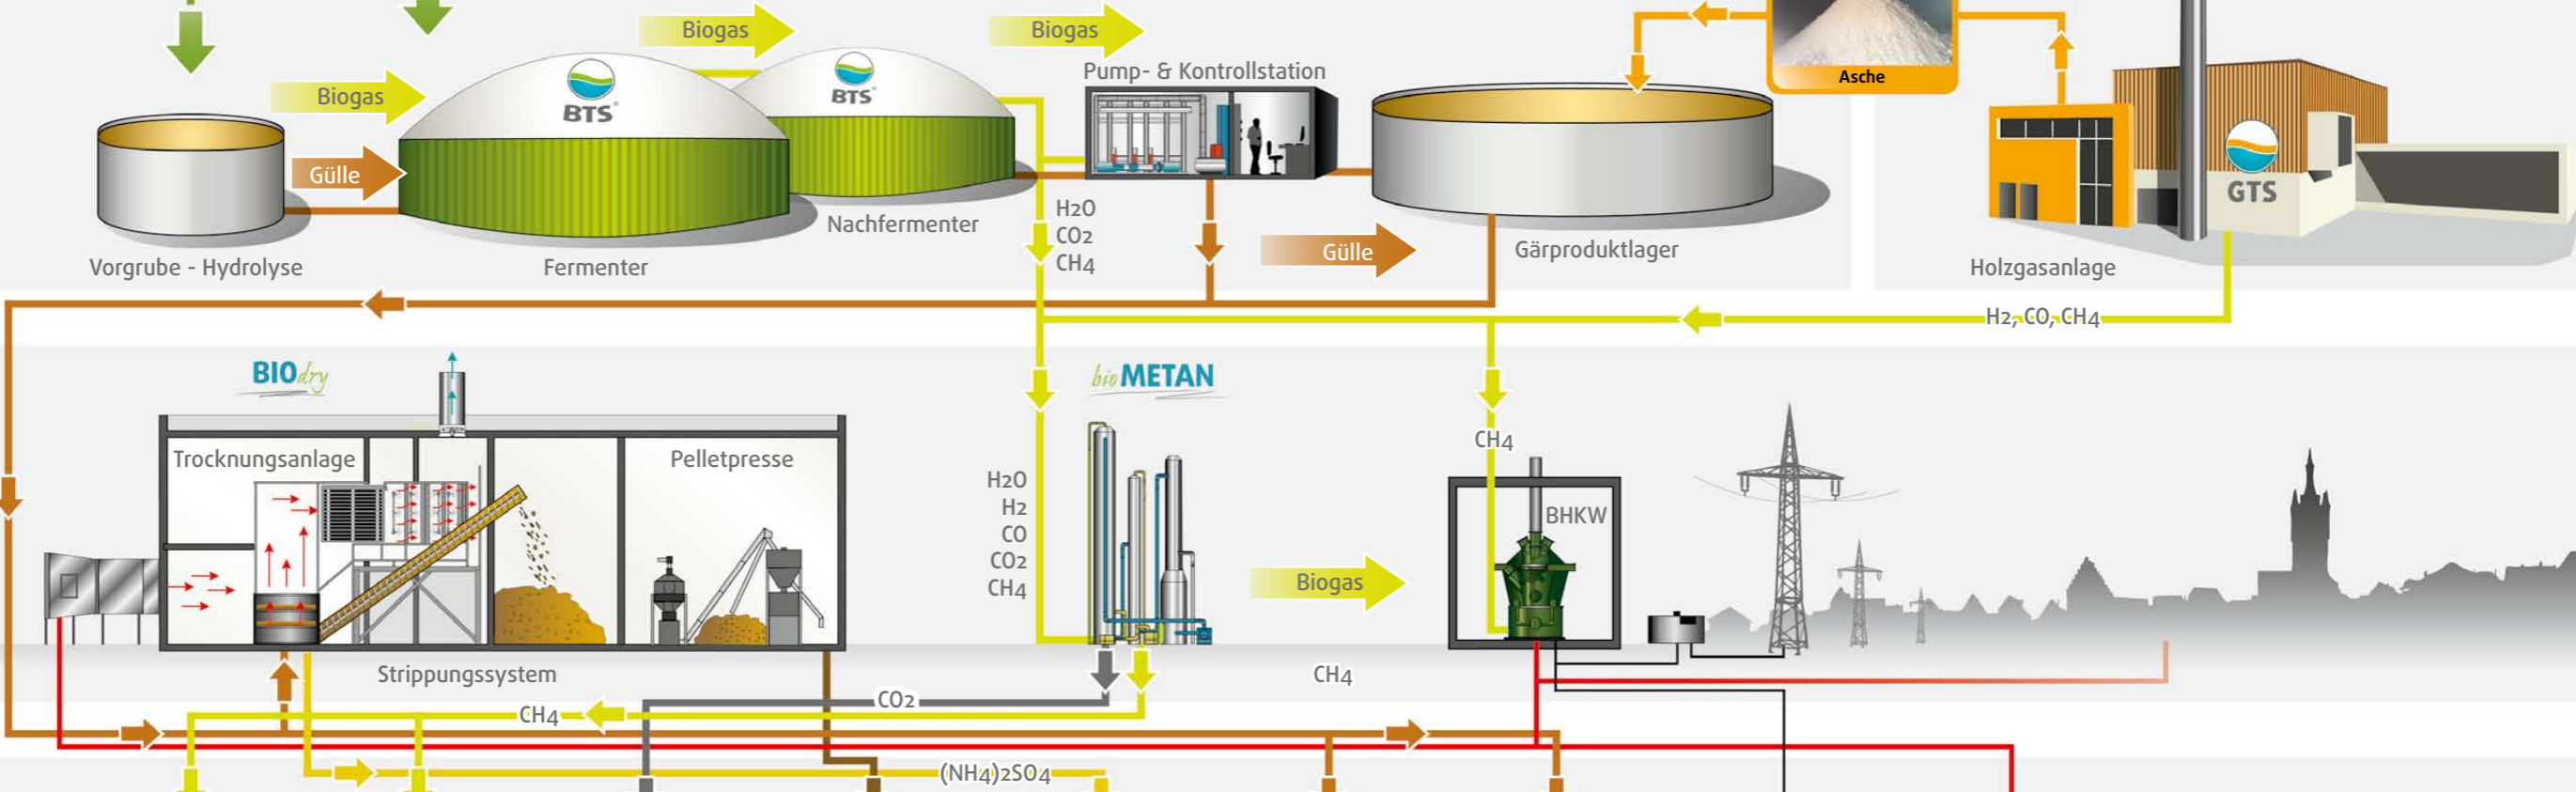 Biogas
Biogas
Biogas
BTS
BTS
Pump- & Kontrollstation
Asche
Gülle
GTS
Nachfermenter
H2O
CO2
CH4
Gülle
Gärproduktlager
Vorgrube - Hydrolyse
Fermenter
Holzgasanlage
H2, CO, CH4
BIOdry
bioMETAN
CH4
Trocknungsanlage
Pelletpresse
H2O
H2
CO
CO2
CH4
BHKW
Biogas
Strippungssystem
CH4
CO2
CH4
(NH4)2SO4